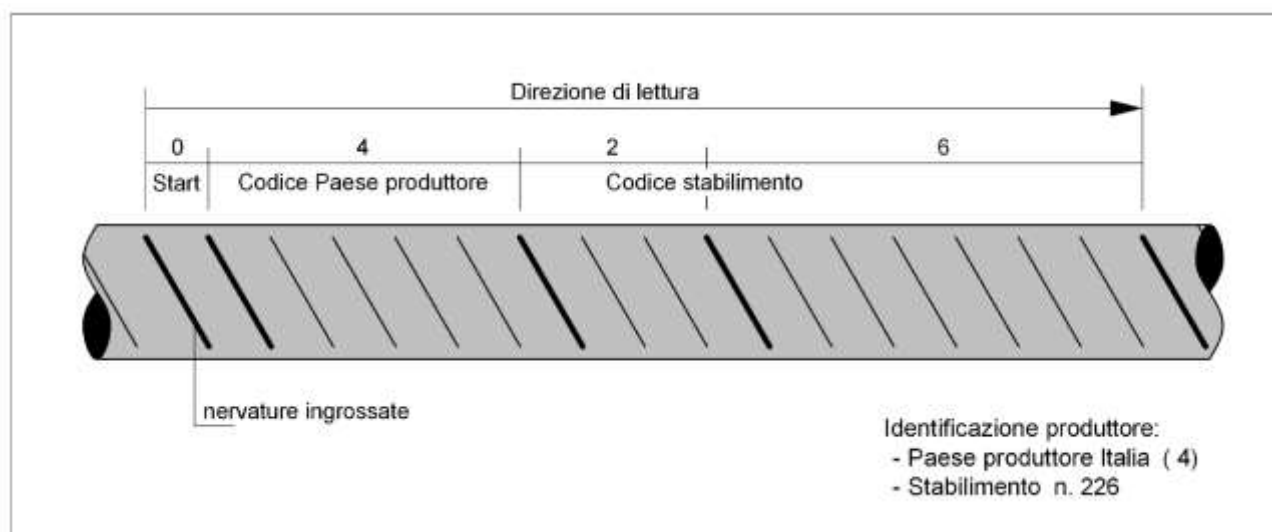 Direzione di lettura
0 4 2 6
Start Codice Paese produttore Codice stabilimento
nervature ingrossate
Identificazione produttore:
- Paese produttore Italia ( 4)
- Stabilimento n. 226